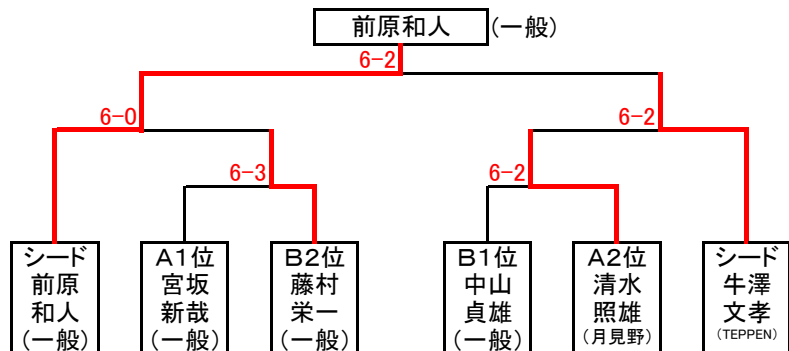 前原和人 (一般)
6-2
6-0
6-2
6-3
6-2
シード
前原
和人
(一般)
A1位
宮坂
新哉
(一般)
B2位
藤村
栄一
(一般)
B1位
中山
貞雄
(一般)
A2位
清水
照雄
(月見野)
シード
牛澤
文孝
(TEPPEN)